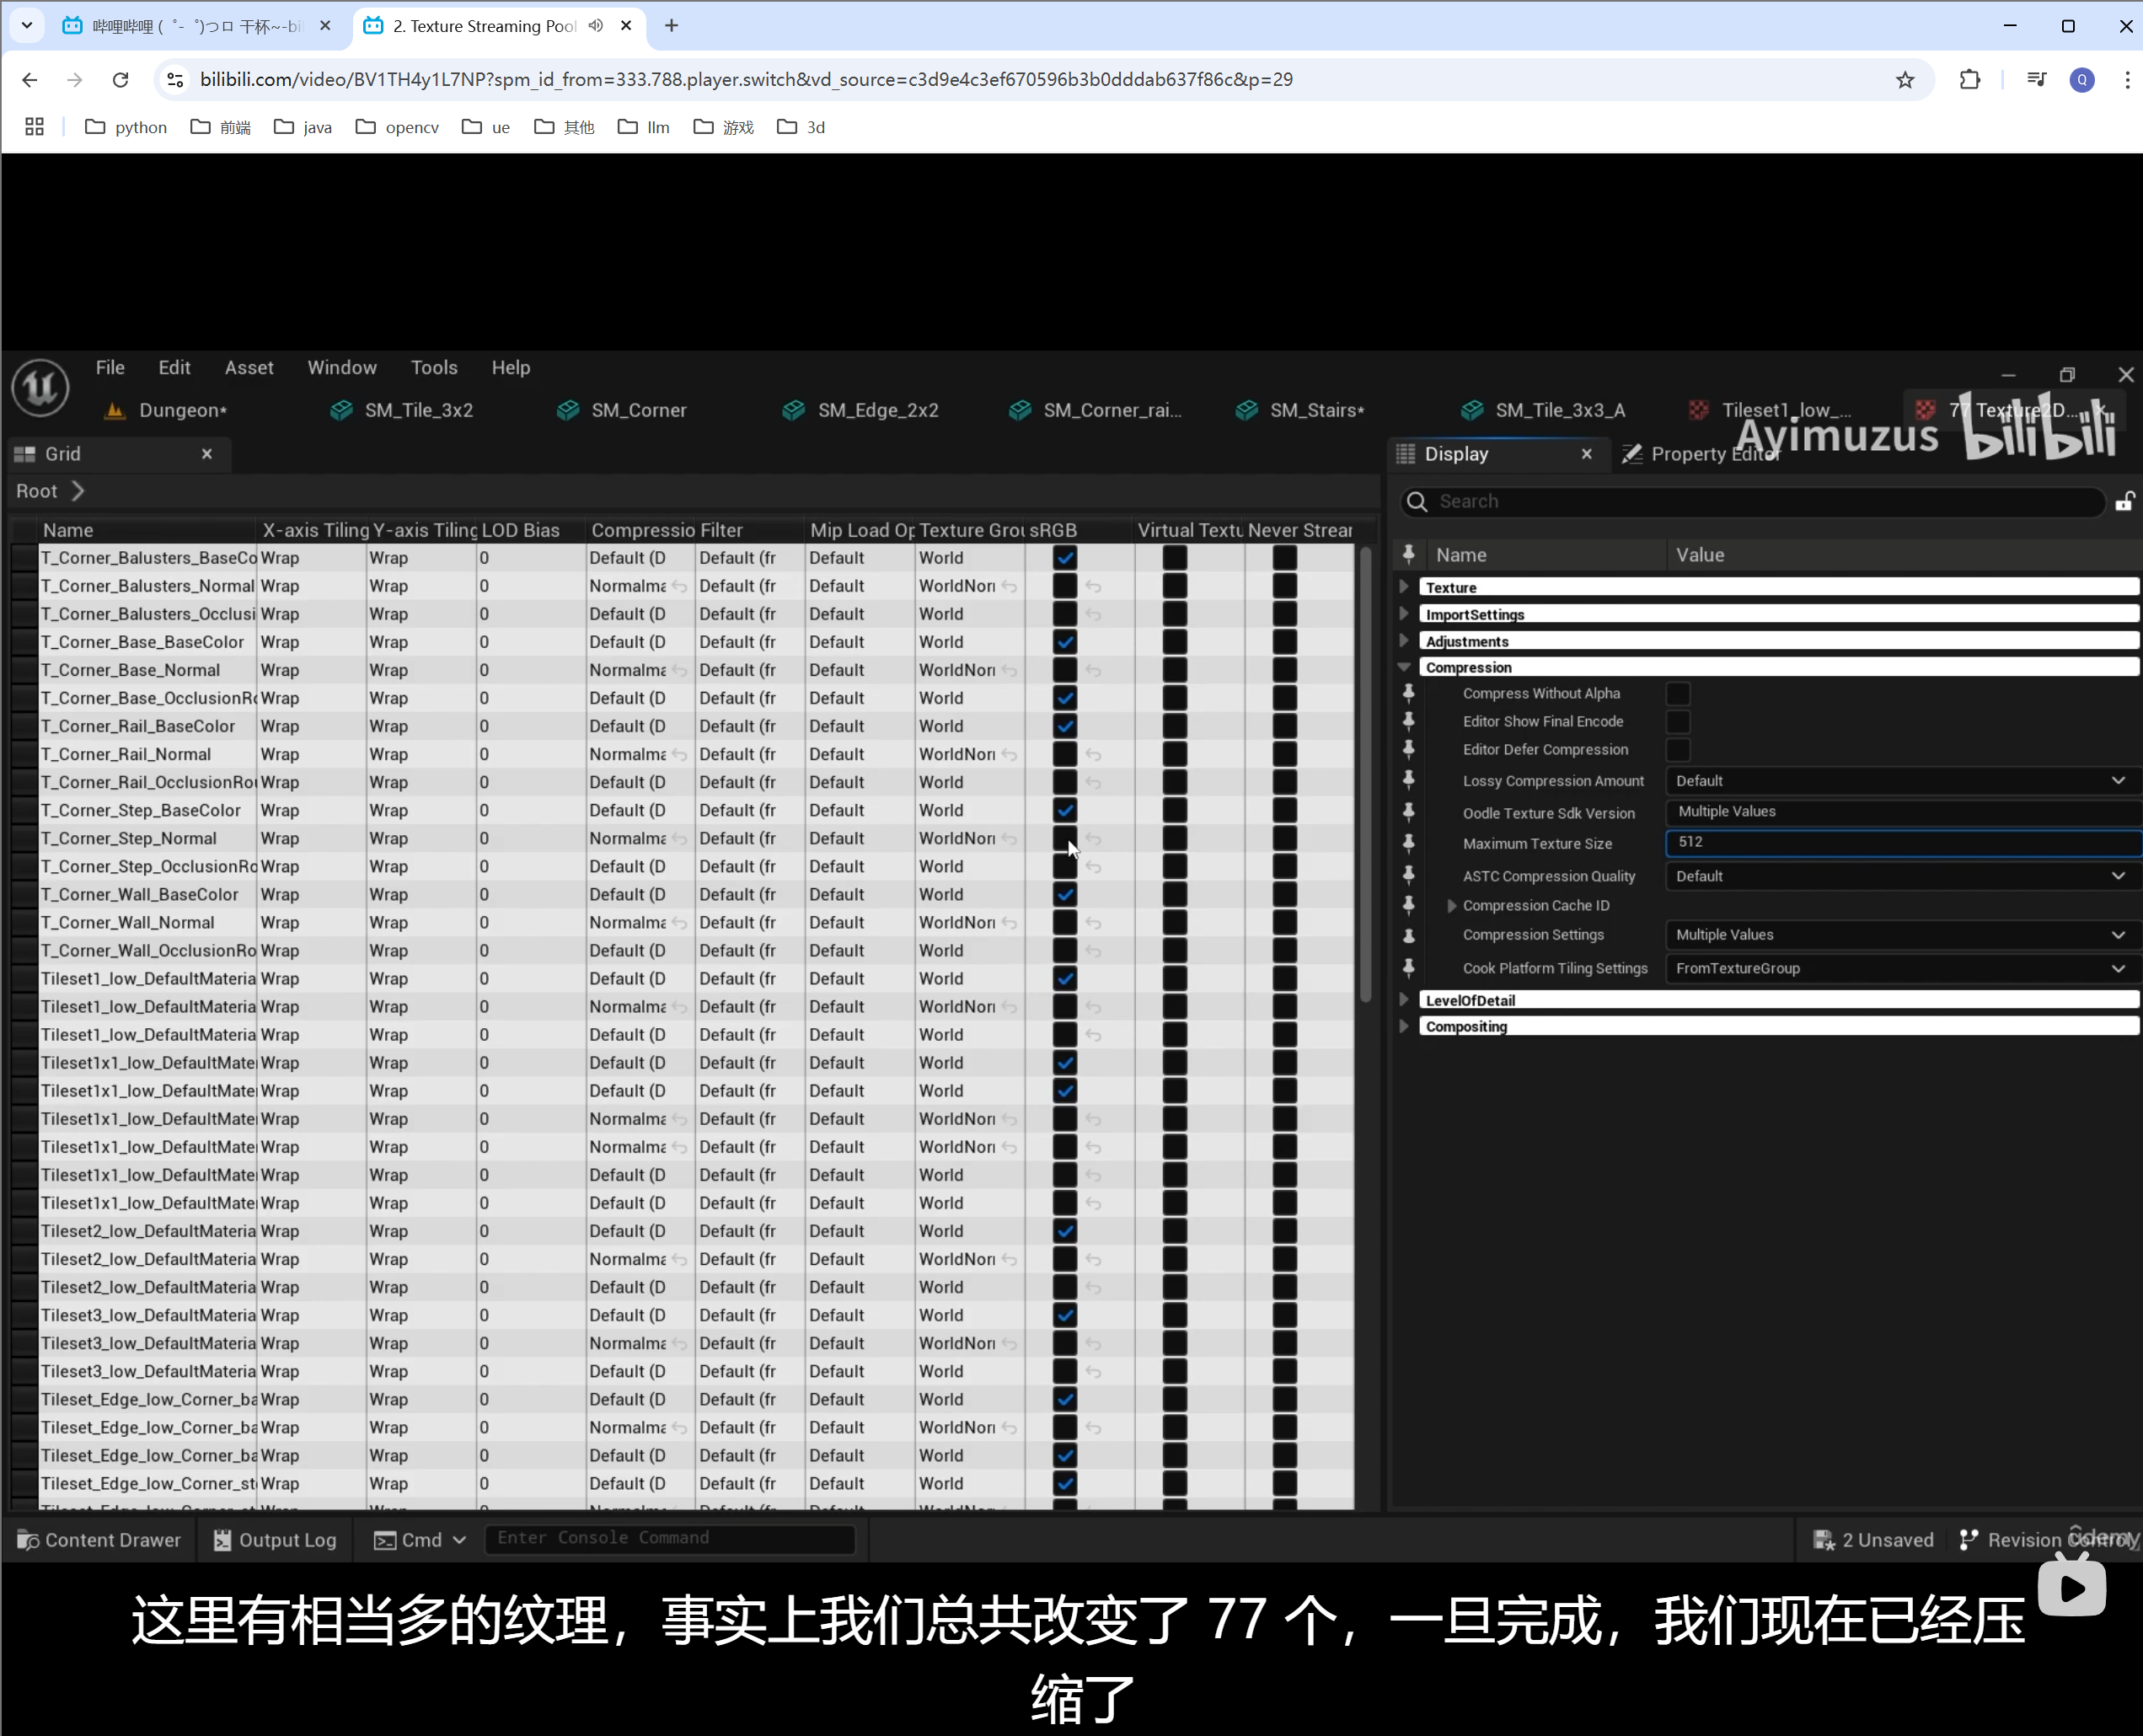 哔哩哔哩 (゜-゜)つロ 干杯~-bi
2. Texture Streaming Pool
bilibili.com/video/BV1TH4y1L7NP?spm_id_from=333.788.player.switch&vd_source=c3d9e4c3ef670596b3b0dddab637f86c&p=29
Q
python 前端 java opencv ue 其他 llm 游戏 3d
File Edit Asset Window Tools Help
Dungeon* SM_Tile_3x2 SM_Corner SM_Edge_2x2 SM_Corner_rai... SM_Stairs* SM_Tile_3x3_A Tileset1_low_... 77 Texture2D...
Ayimuzus bilibili
Grid Display Property Editor
Root
Search
Name X-axis Tiling Y-axis Tiling LOD Bias Compressio Filter Mip Load Op Texture Grou sRGB Virtual Textu Never Strear
T_Corner_Balusters_BaseCo Wrap Wrap 0 Default (D Default (fr Default World
T_Corner_Balusters_Normal Wrap Wrap 0 Normalma Default (fr Default WorldNori
T_Corner_Balusters_Occlusi Wrap Wrap 0 Default (D Default (fr Default World
T_Corner_Base_BaseColor Wrap Wrap 0 Default (D Default (fr Default World
T_Corner_Base_Normal Wrap Wrap 0 Normalma Default (fr Default WorldNori
T_Corner_Base_OcclusionRo Wrap Wrap 0 Default (D Default (fr Default World
T_Corner_Rail_BaseColor Wrap Wrap 0 Default (D Default (fr Default World
T_Corner_Rail_Normal Wrap Wrap 0 Normalma Default (fr Default WorldNori
T_Corner_Rail_OcclusionRou Wrap Wrap 0 Default (D Default (fr Default World
T_Corner_Step_BaseColor Wrap Wrap 0 Default (D Default (fr Default World
T_Corner_Step_Normal Wrap Wrap 0 Normalma Default (fr Default WorldNori
T_Corner_Step_OcclusionRo Wrap Wrap 0 Default (D Default (fr Default World
T_Corner_Wall_BaseColor Wrap Wrap 0 Default (D Default (fr Default World
T_Corner_Wall_Normal Wrap Wrap 0 Normalma Default (fr Default WorldNori
T_Corner_Wall_OcclusionRo Wrap Wrap 0 Default (D Default (fr Default World
Tileset1_low_DefaultMateria Wrap Wrap 0 Default (D Default (fr Default World
Tileset1_low_DefaultMateria Wrap Wrap 0 Normalma Default (fr Default WorldNori
Tileset1_low_DefaultMateria Wrap Wrap 0 Default (D Default (fr Default World
Tileset1x1_low_DefaultMate Wrap Wrap 0 Default (D Default (fr Default World
Tileset1x1_low_DefaultMate Wrap Wrap 0 Default (D Default (fr Default World
Tileset1x1_low_DefaultMate Wrap Wrap 0 Normalma Default (fr Default WorldNori
Tileset1x1_low_DefaultMate Wrap Wrap 0 Normalma Default (fr Default WorldNori
Tileset1x1_low_DefaultMate Wrap Wrap 0 Default (D Default (fr Default World
Tileset1x1_low_DefaultMate Wrap Wrap 0 Default (D Default (fr Default World
Tileset2_low_DefaultMateria Wrap Wrap 0 Default (D Default (fr Default World
Tileset2_low_DefaultMateria Wrap Wrap 0 Normalma Default (fr Default WorldNori
Tileset2_low_DefaultMateria Wrap Wrap 0 Default (D Default (fr Default World
Tileset3_low_DefaultMateria Wrap Wrap 0 Default (D Default (fr Default World
Tileset3_low_DefaultMateria Wrap Wrap 0 Normalma Default (fr Default WorldNori
Tileset3_low_DefaultMateria Wrap Wrap 0 Default (D Default (fr Default World
Tileset_Edge_low_Corner_ba Wrap Wrap 0 Default (D Default (fr Default World
Tileset_Edge_low_Corner_ba Wrap Wrap 0 Normalma Default (fr Default WorldNori
Tileset_Edge_low_Corner_ba Wrap Wrap 0 Default (D Default (fr Default World
Tileset_Edge_low_Corner_st Wrap Wrap 0 Default (D Default (fr Default World
Name Value
Texture
ImportSettings
Adjustments
Compression
Compress Without Alpha
Editor Show Final Encode
Editor Defer Compression
Lossy Compression Amount Default
Oodle Texture Sdk Version Multiple Values
Maximum Texture Size 512
ASTC Compression Quality Default
Compression Cache ID
Compression Settings Multiple Values
Cook Platform Tiling Settings FromTextureGroup
LevelOfDetail
Compositing
Content Drawer Output Log Cmd Enter Console Command 2 Unsaved Revision Control
ûdemy
这里有相当多的纹理，事实上我们总共改变了 77 个，一旦完成，我们现在已经压
缩了